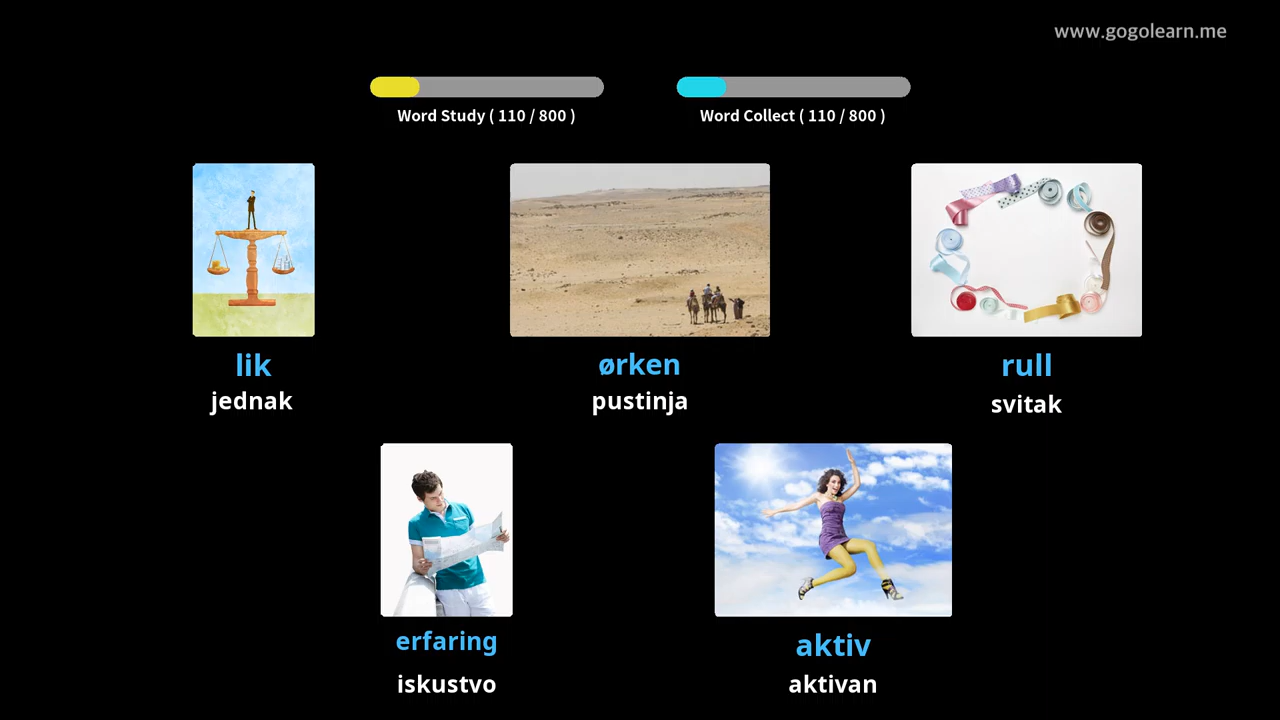 www.gogolearn.me
Word Study ( 110 / 800 )
Word Collect ( 110 / 800 )
lik
jednak
ørken
pustinja
rull
svitak
erfaring
iskustvo
aktiv
aktivan